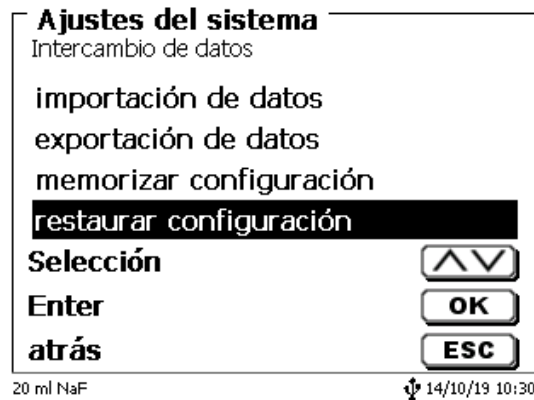 Ajustes del sistema
Intercambio de datos
importación de datos
exportación de datos
memorizar configuración
restaurar configuración
Selección
Enter OK
atrás ESC
20 ml NaF 14/10/19 10:30